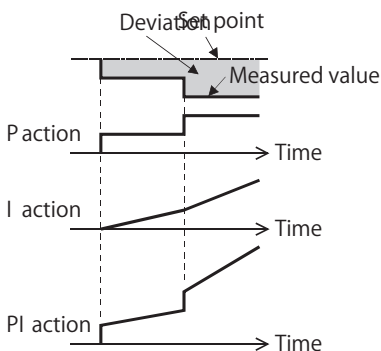 Deviation
Set point
Measured value
P action
Time
I action
Time
PI action
Time